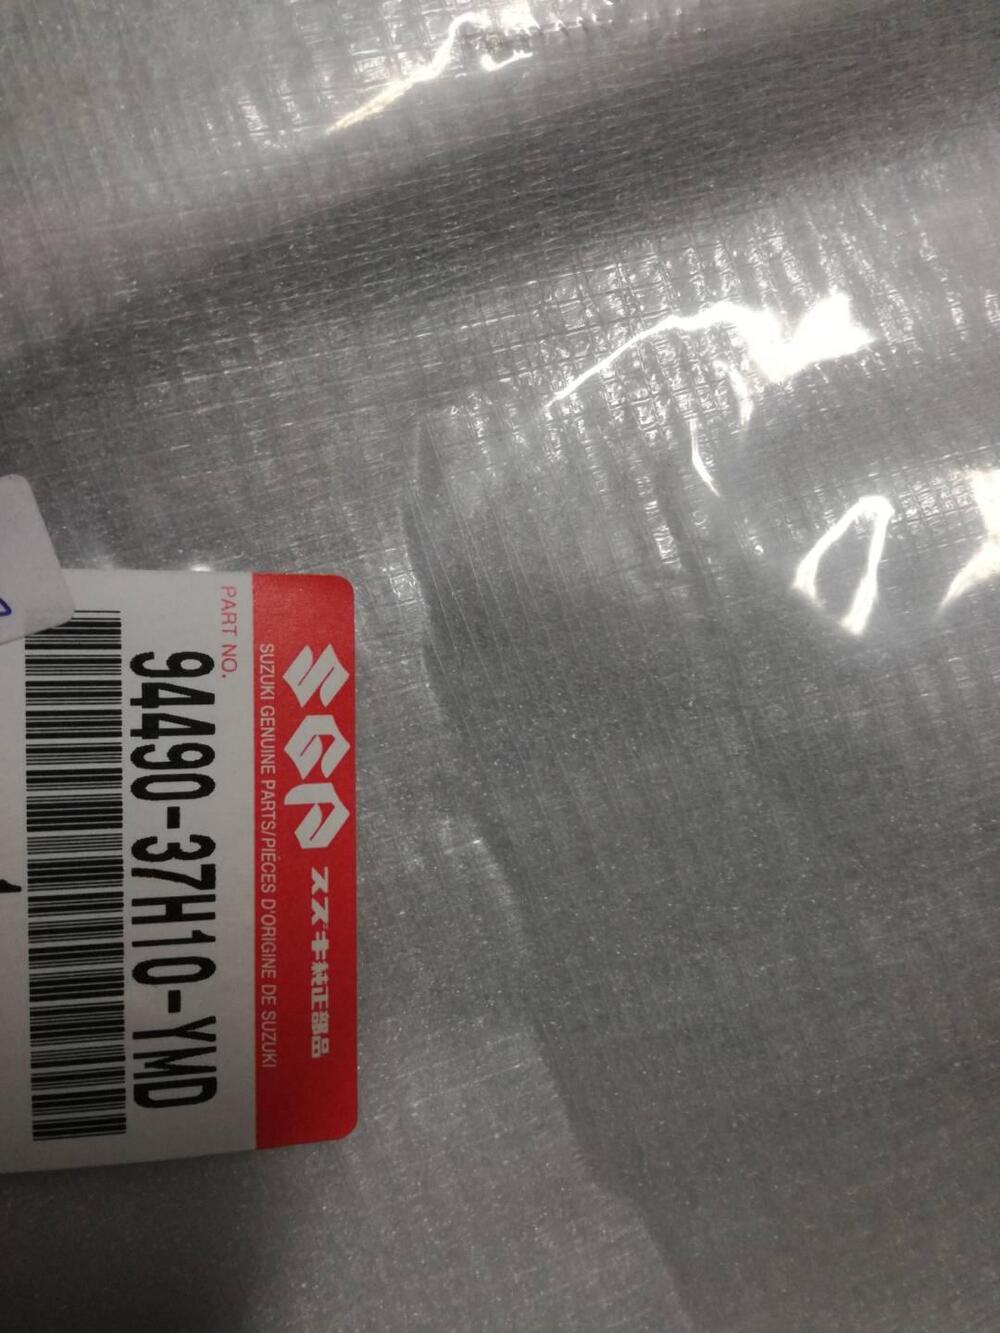 SGP スズキ純正部品
SUZUKI GENUINE PARTS/PIÈCES D'ORIGINE DE SUZUKI
PART NO.
94490-37H10-YMD